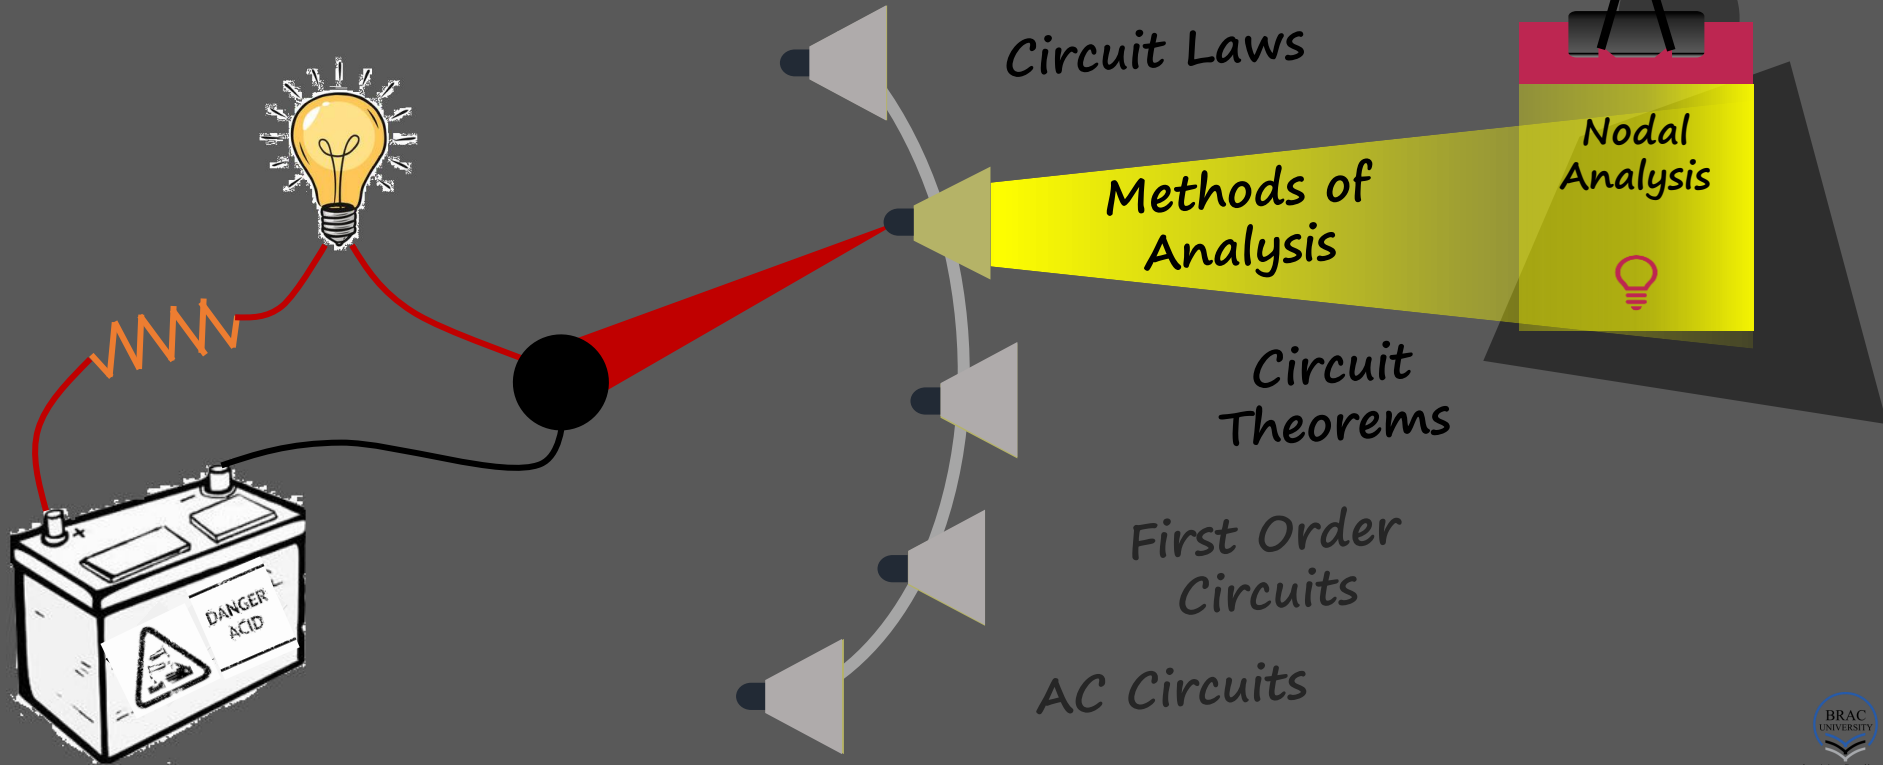 Circuit Laws
Methods of
Analysis
Nodal
Analysis
Circuit
Theorems
First Order
Circuits
AC Circuits
+
DANGER
ACID
BRAC
UNIVERSITY